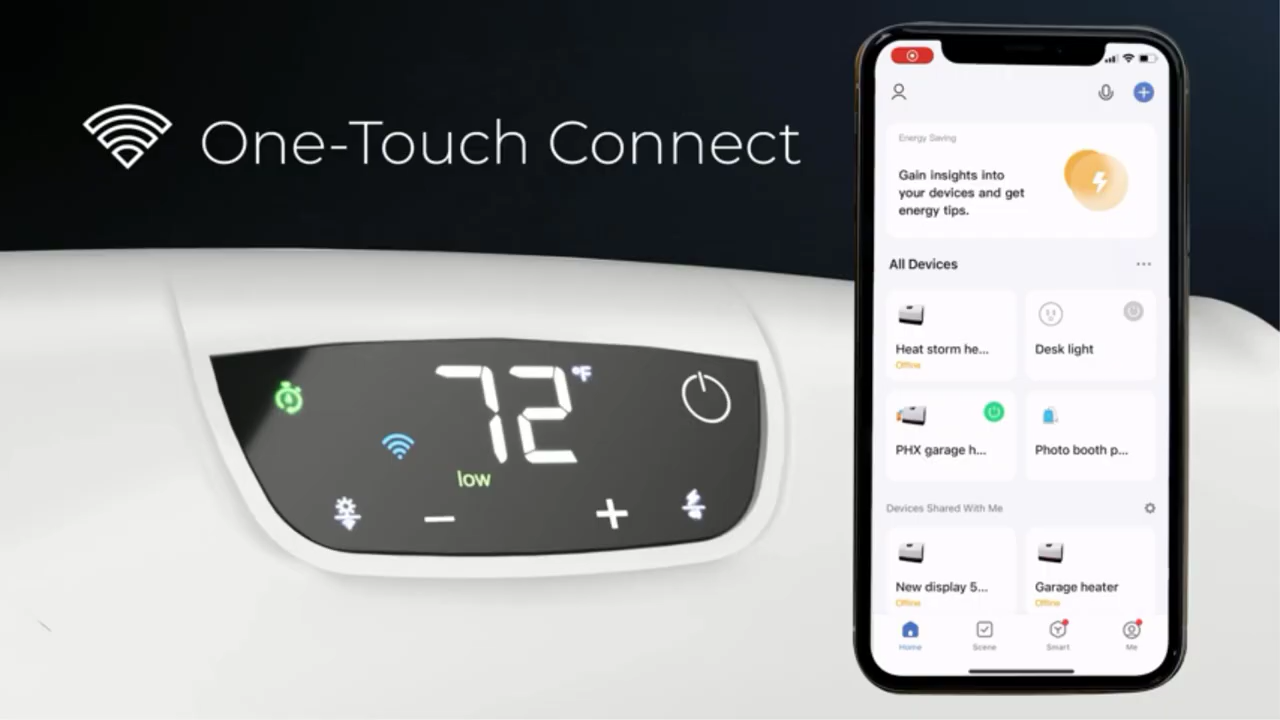 One-Touch Connect
72 °F
low
Energy Saving
Gain insights into
your devices and get
energy tips.
All Devices
Heat storm he...
Offline
Desk light
PHX garage h...
Photo booth p...
Devices Shared With Me
New display 5...
Offline
Garage heater
Offline
Home
Scene
Smart
Me